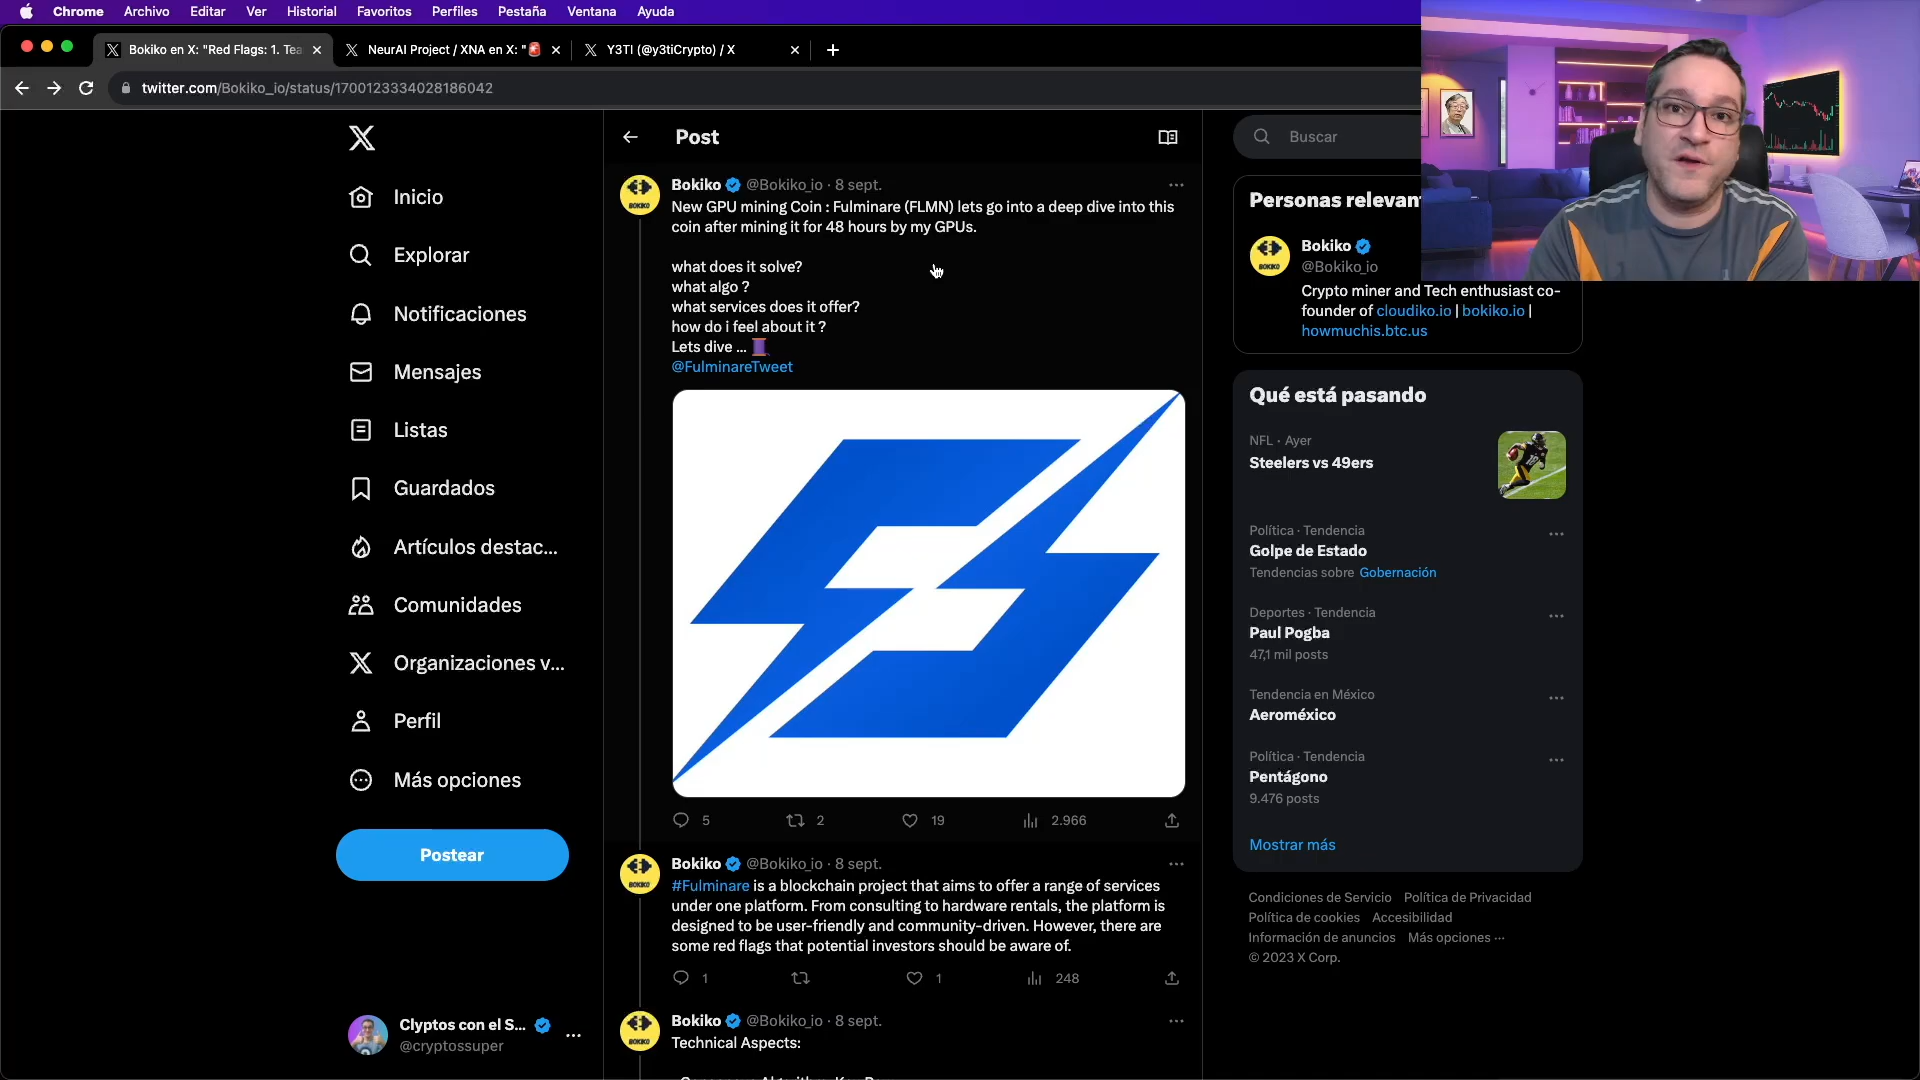 Chrome Archivo Editar Ver Historial Favoritos Perfiles Pestaña Ventana Ayuda
Bokiko en X: "Red Flags: 1. Tea
NeurAI Project / XNA en X: "🚨
Y3TI (@y3tiCrypto) / X
twitter.com/Bokiko_io/status/1700123334028186042
Inicio
Explorar
Notificaciones
Mensajes
Listas
Guardados
Artículos destac...
Comunidades
Organizaciones v...
Perfil
Más opciones
Postear
Clyptos con el S...
@cryptossuper
Post
Bokiko @Bokiko_io · 8 sept.
New GPU mining Coin : Fulminare (FLMN) lets go into a deep dive into this
coin after mining it for 48 hours by my GPUs.
what does it solve?
what algo ?
what services does it offer?
how do i feel about it ?
Lets dive ... 🧵
@FulminareTweet
5 2 19 2.966
Bokiko @Bokiko_io · 8 sept.
#Fulminare is a blockchain project that aims to offer a range of services
under one platform. From consulting to hardware rentals, the platform is
designed to be user-friendly and community-driven. However, there are
some red flags that potential investors should be aware of.
1 1 248
Bokiko @Bokiko_io · 8 sept.
Technical Aspects:
Buscar
Personas relevan
Bokiko
@Bokiko_io
Crypto miner and Tech enthusiast co-
founder of cloudiko.io | bokiko.io |
howmuchis.btc.us
Qué está pasando
NFL · Ayer
Steelers vs 49ers
Política · Tendencia
Golpe de Estado
Tendencias sobre Gobernación
Deportes · Tendencia
Paul Pogba
47,1 mil posts
Tendencia en México
Aeroméxico
Política · Tendencia
Pentágono
9.476 posts
Mostrar más
Condiciones de Servicio Política de Privacidad
Política de cookies Accesibilidad
Información de anuncios Más opciones ···
© 2023 X Corp.